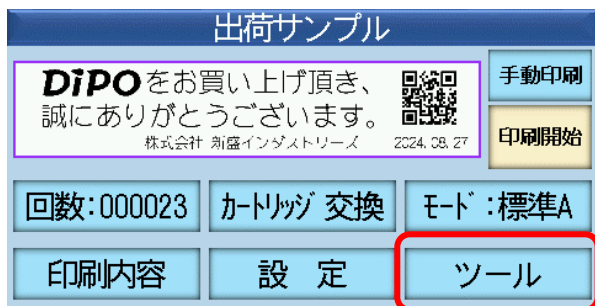 出荷サンプル
DiPOをお買い上げ頂き、
誠にありがとうございます。
株式会社 新盛インダストリーズ 2024.08.27
手動印刷
印刷開始
回数:000023
カートリッジ 交換
モード:標準A
印刷内容
設 定
ツール